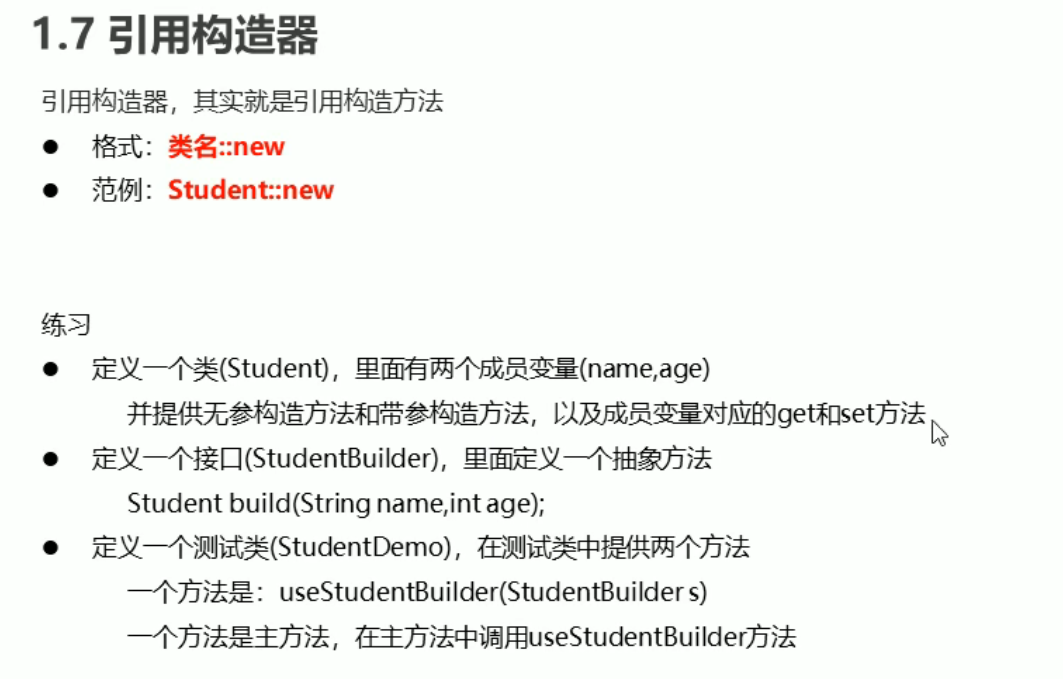 1.7 引用构造器
引用构造器，其实就是引用构造方法
● 格式：类名::new
● 范例：Student::new
练习
● 定义一个类(Student)，里面有两个成员变量(name,age)
并提供无参构造方法和带参构造方法，以及成员变量对应的get和set方法
● 定义一个接口(StudentBuilder)，里面定义一个抽象方法
Student build(String name,int age);
● 定义一个测试类(StudentDemo)，在测试类中提供两个方法
一个方法是：useStudentBuilder(StudentBuilder s)
一个方法是主方法，在主方法中调用useStudentBuilder方法